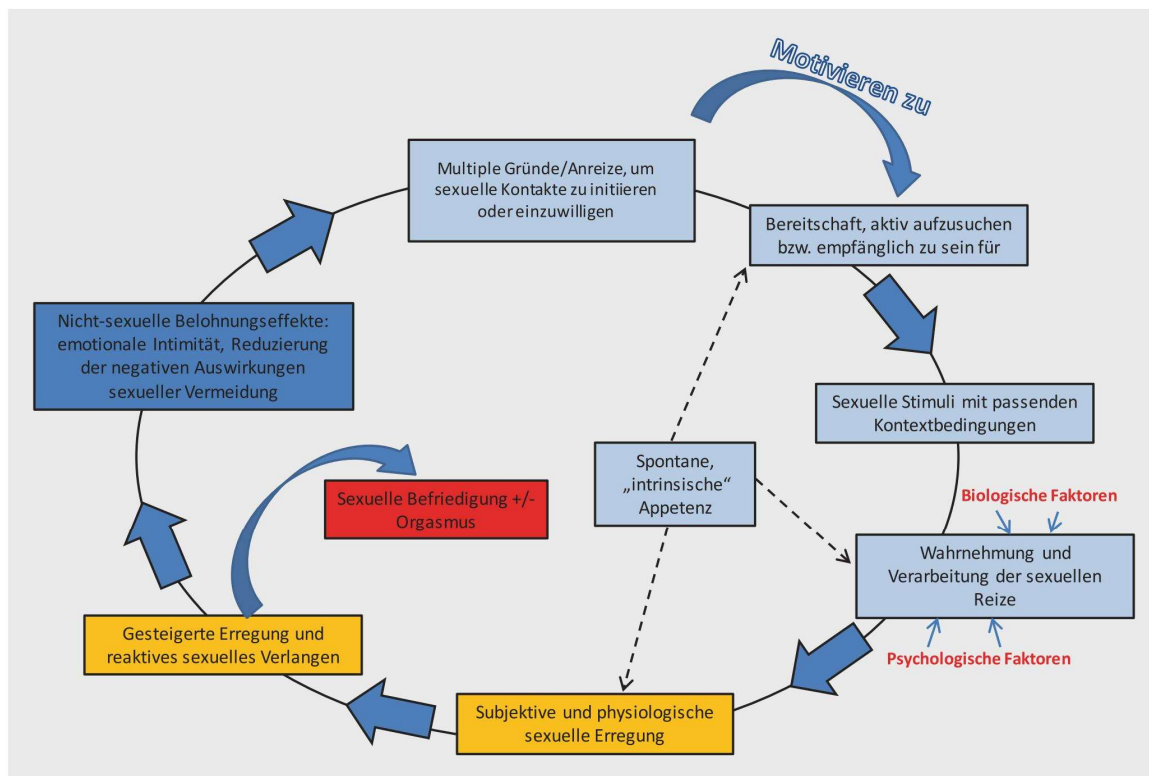 Motivieren zu
Multiple Gründe/Anreize, um
sexuelle Kontakte zu initiieren
oder einzuwilligen
Bereitschaft, aktiv aufzusuchen
bzw. empfänglich zu sein für
Nicht-sexuelle Belohnungseffekte:
emotionale Intimität, Reduzierung
der negativen Auswirkungen
sexueller Vermeidung
Sexuelle Stimuli mit passenden
Kontextbedingungen
Spontane,
„intrinsische“
Appetenz
Sexuelle Befriedigung +/-
Orgasmus
Biologische Faktoren
Wahrnehmung und
Verarbeitung der sexuellen
Reize
Psychologische Faktoren
Gesteigerte Erregung und
reaktives sexuelles Verlangen
Subjektive und physiologische
sexuelle Erregung